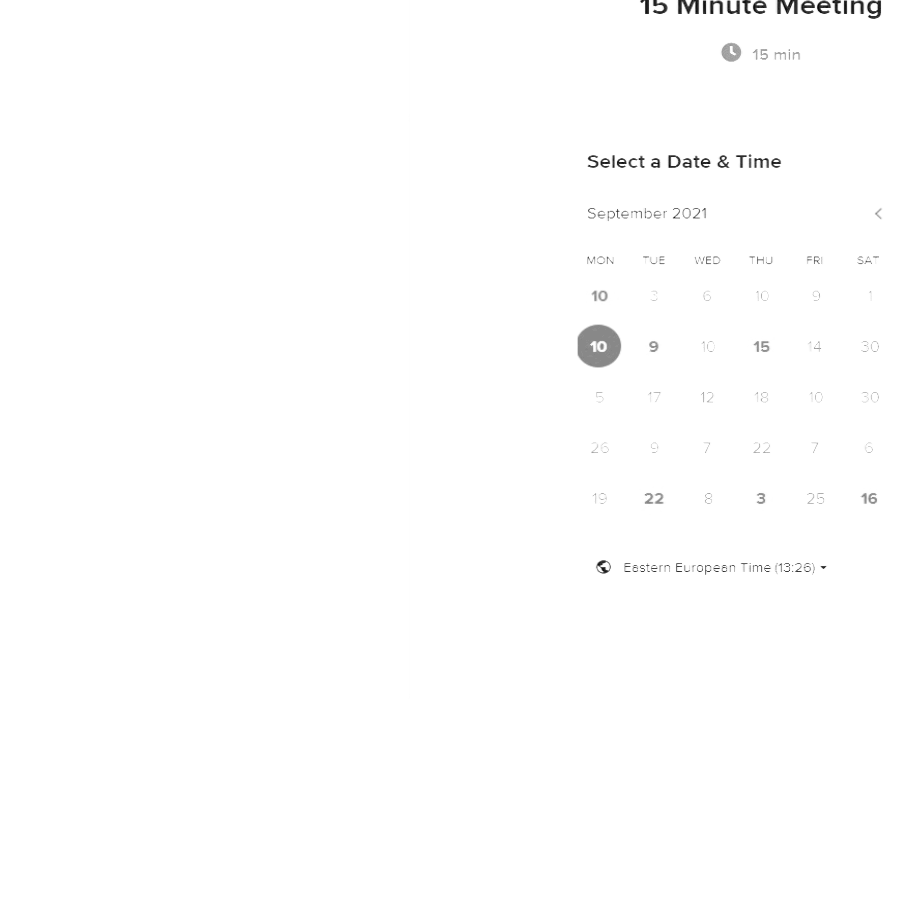 15 Minute Meeting
15 min
Select a Date & Time
September 2021
MON TUE WED THU FRI SAT
10 3 6 10 9 1
10 9 10 15 14 30
5 17 12 18 10 30
26 9 7 22 7 6
19 22 8 3 25 16
Eastern European Time (13:26)